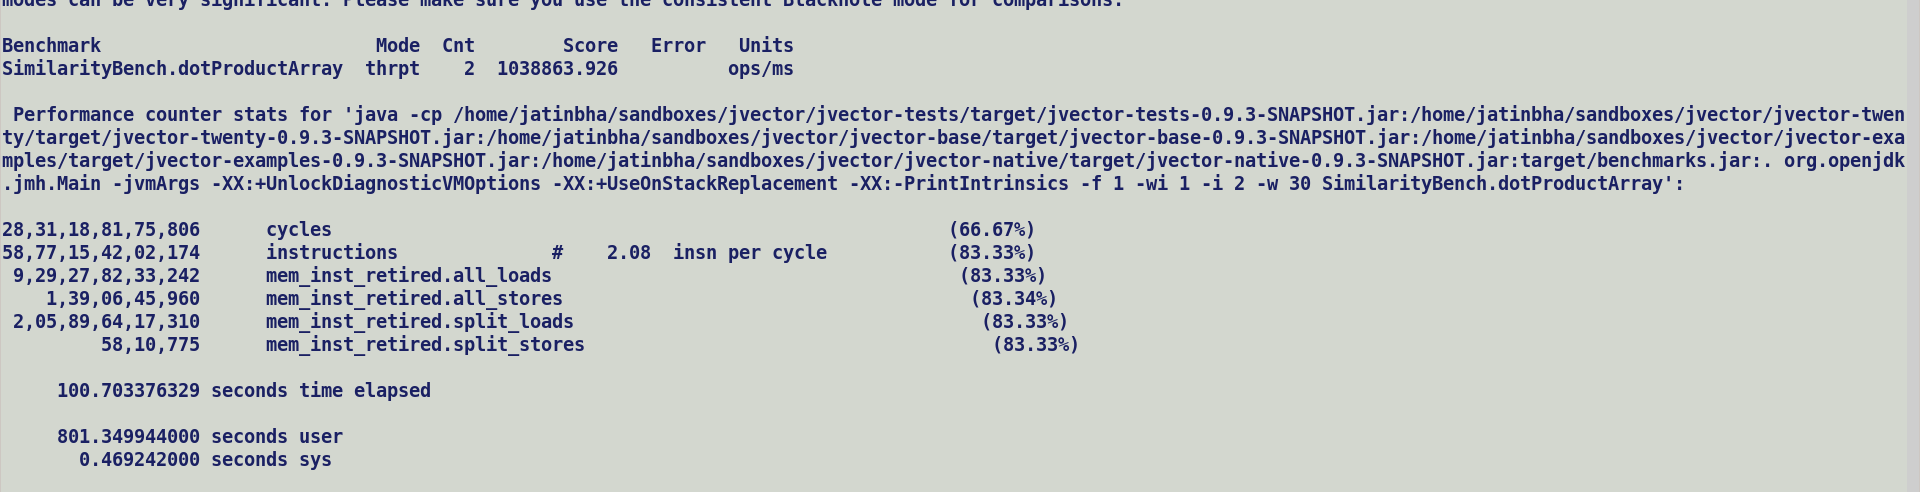 modes can be very significant. Please make sure you use the consistent Blackhole mode for comparisons.
Benchmark Mode Cnt Score Error Units
SimilarityBench.dotProductArray thrpt 2 1038863.926 ops/ms
Performance counter stats for 'java -cp /home/jatinbha/sandboxes/jvector/jvector-tests/target/jvector-tests-0.9.3-SNAPSHOT.jar:/home/jatinbha/sandboxes/jvector/jvector-twen
ty/target/jvector-twenty-0.9.3-SNAPSHOT.jar:/home/jatinbha/sandboxes/jvector/jvector-base/target/jvector-base-0.9.3-SNAPSHOT.jar:/home/jatinbha/sandboxes/jvector/jvector-exa
mples/target/jvector-examples-0.9.3-SNAPSHOT.jar:/home/jatinbha/sandboxes/jvector/jvector-native/target/jvector-native-0.9.3-SNAPSHOT.jar:target/benchmarks.jar:. org.openjdk
.jmh.Main -jvmArgs -XX:+UnlockDiagnosticVMOptions -XX:+UseOnStackReplacement -XX:-PrintIntrinsics -f 1 -wi 1 -i 2 -w 30 SimilarityBench.dotProductArray':
28,31,18,81,75,806 cycles (66.67%)
58,77,15,42,02,174 instructions # 2.08 insn per cycle (83.33%)
9,29,27,82,33,242 mem_inst_retired.all_loads (83.33%)
1,39,06,45,960 mem_inst_retired.all_stores (83.34%)
2,05,89,64,17,310 mem_inst_retired.split_loads (83.33%)
58,10,775 mem_inst_retired.split_stores (83.33%)
100.703376329 seconds time elapsed
801.349944000 seconds user
0.469242000 seconds sys